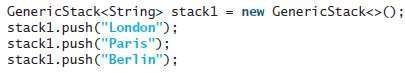 GenericStack<String> stack1 = new GenericStack<>();
stack1.push("London");
stack1.push("Paris");
stack1.push("Berlin");